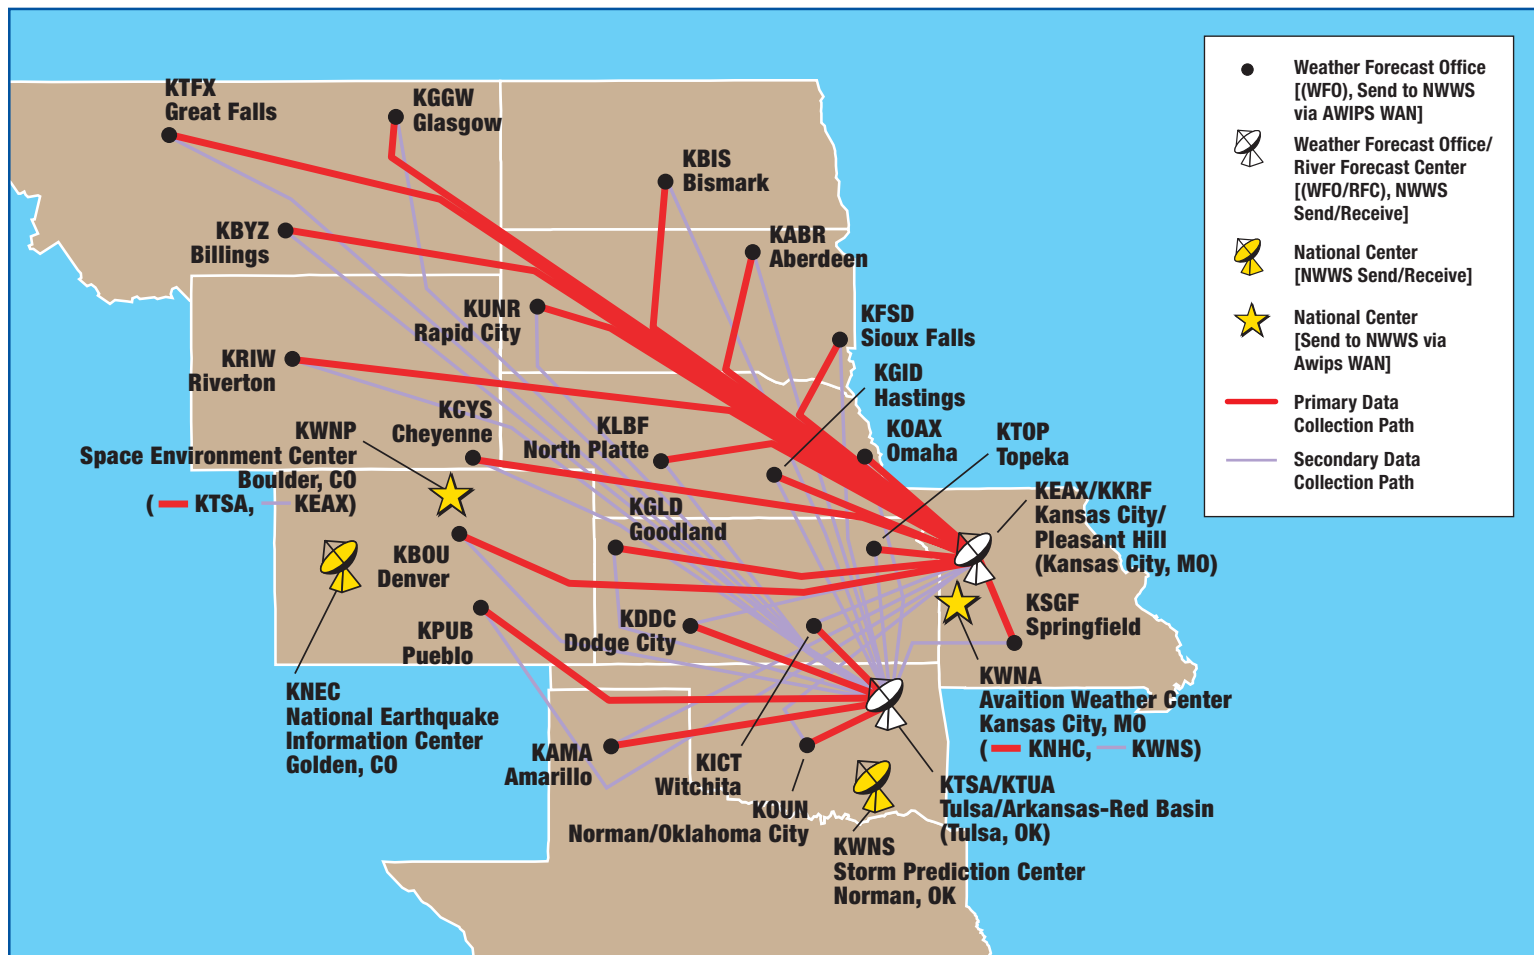 KTFX
Great Falls
KGGW
Glasgow
KBIS
Bismark
KBYZ
Billings
KABR
Aberdeen
KUNR
Rapid City
KFSD
Sioux Falls
KRIW
Riverton
KGID
Hastings
KCYS
Cheyenne
KLBF
North Platte
KOAX
Omaha
KTOP
Topeka
KWNP
Space Environment Center
Boulder, CO
( KTSA, KEAX)
KGLD
Goodland
KEAX/KKRF
Kansas City/
Pleasant Hill
(Kansas City, MO)
KBOU
Denver
KPUB
Pueblo
KDDC
Dodge City
KSGF
Springfield
KNEC
National Earthquake
Information Center
Golden, CO
KWNA
Avaition Weather Center
Kansas City, MO
( KNHC, KWNS)
KAMA
Amarillo
KICT
Witchita
KOUN
Norman/Oklahoma City
KTSA/KTUA
Tulsa/Arkansas-Red Basin
(Tulsa, OK)
KWNS
Storm Prediction Center
Norman, OK
Weather Forecast Office
[(WFO), Send to NWWS
via AWIPS WAN]
Weather Forecast Office/
River Forecast Center
[(WFO/RFC), NWWS
Send/Receive]
National Center
[NWWS Send/Receive]
National Center
[Send to NWWS via
Awips WAN]
Primary Data
Collection Path
Secondary Data
Collection Path